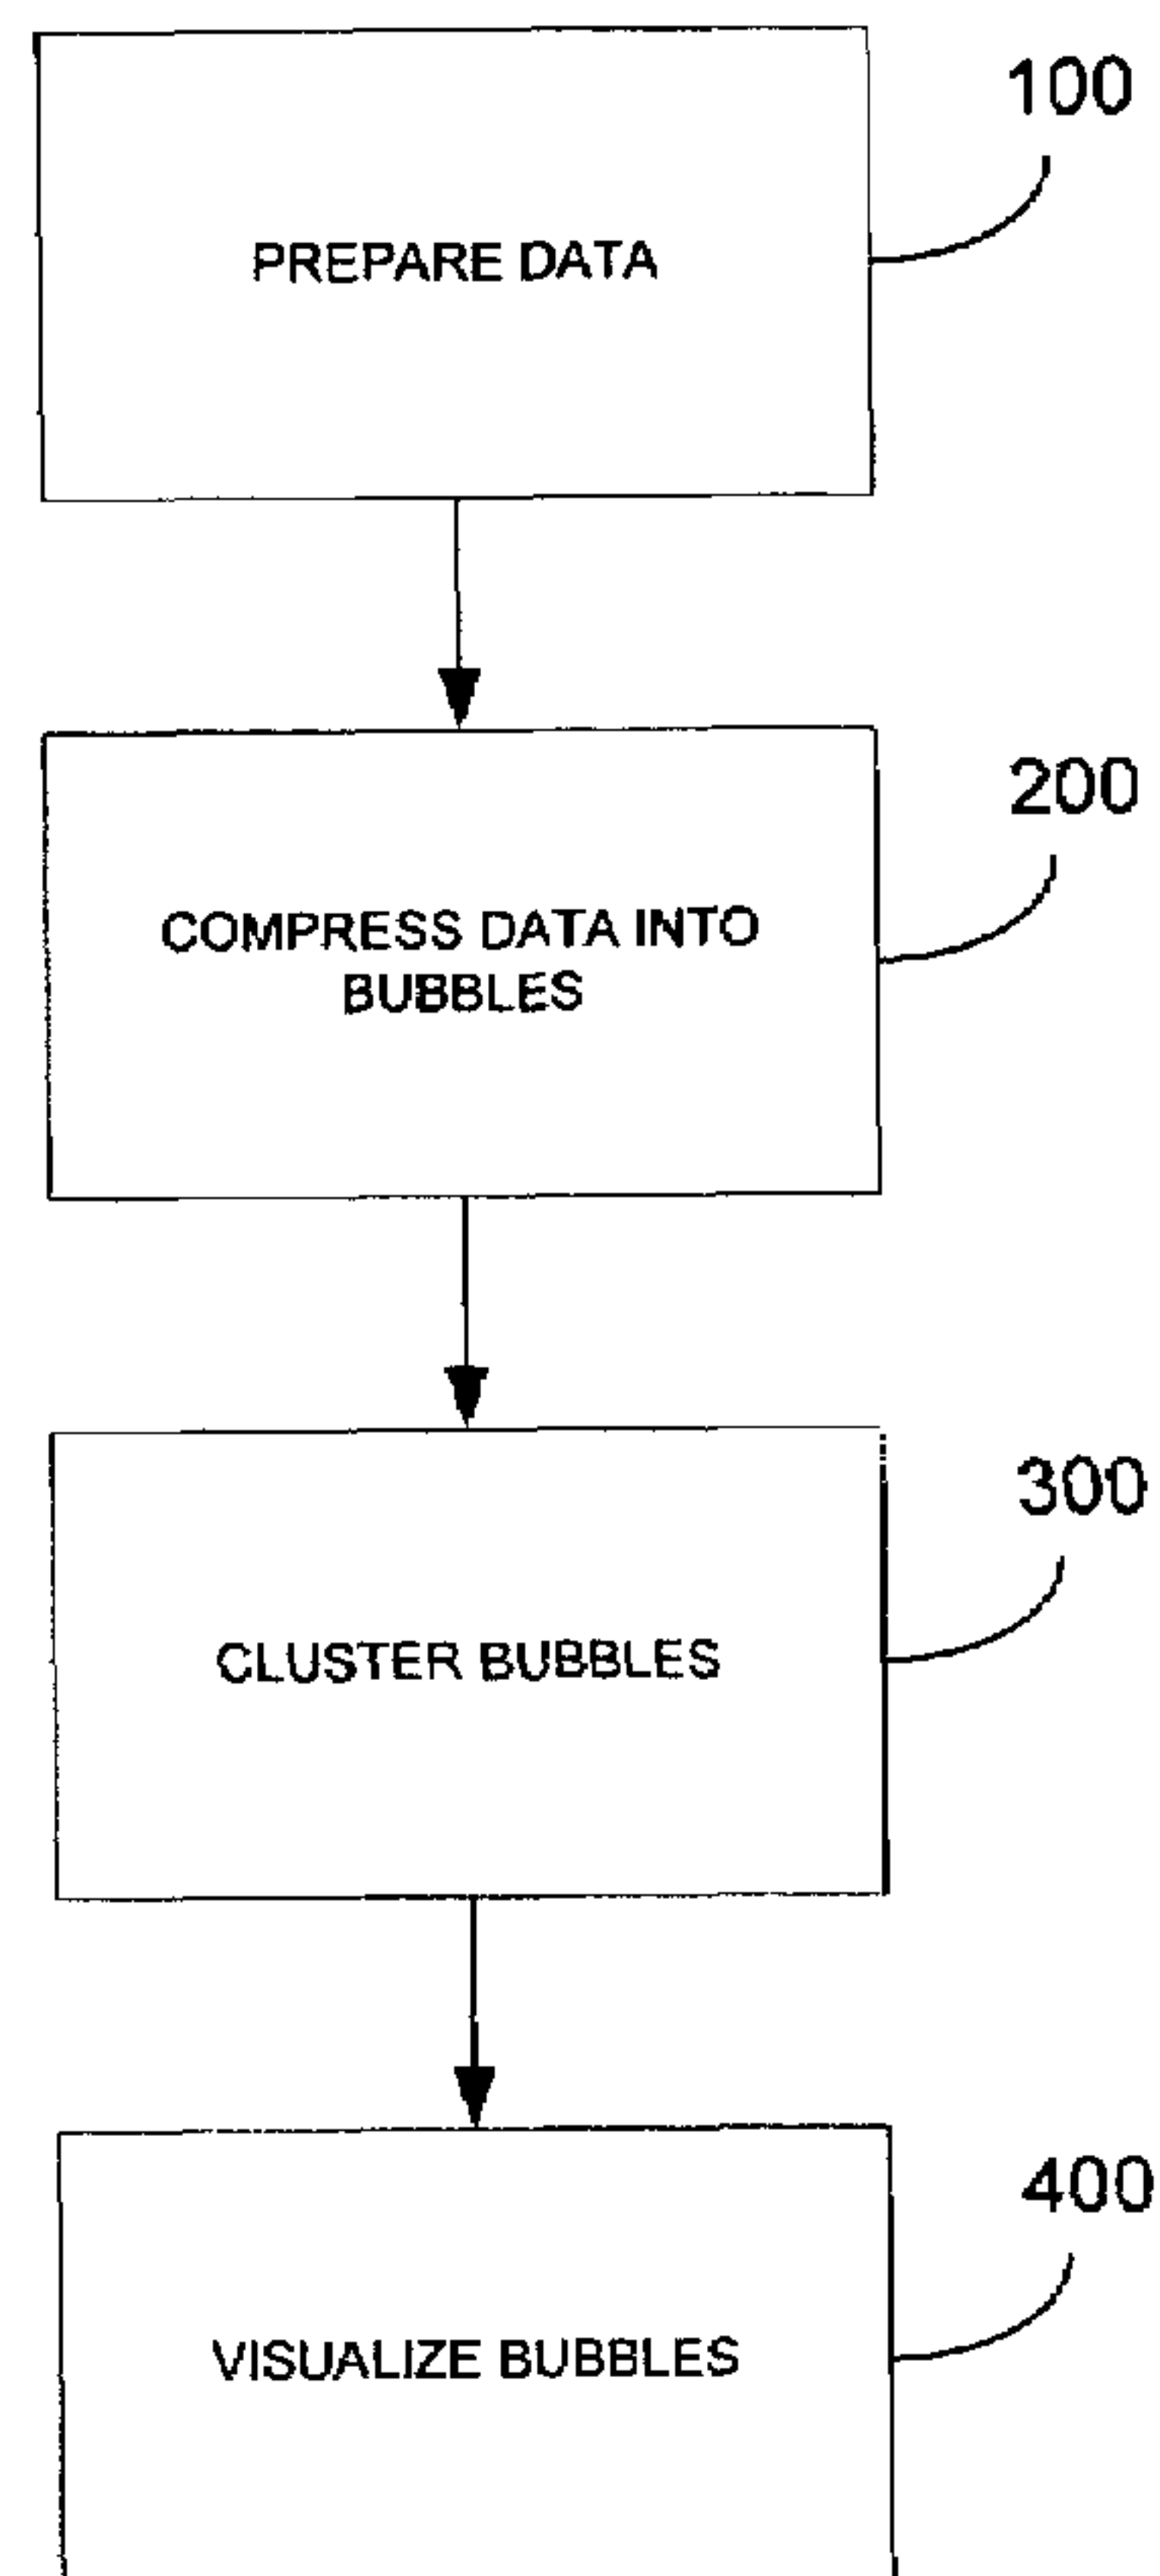 100
PREPARE DATA
200
COMPRESS DATA INTO
BUBBLES
300
CLUSTER BUBBLES
400
VISUALIZE BUBBLES